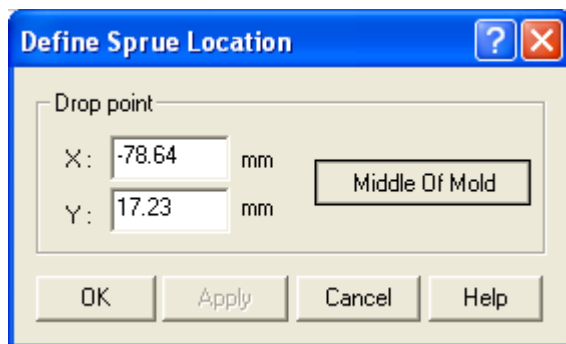 Define Sprue Location
Drop point
X: -78.64 mm
Middle Of Mold
Y: 17.23 mm
OK Apply Cancel Help